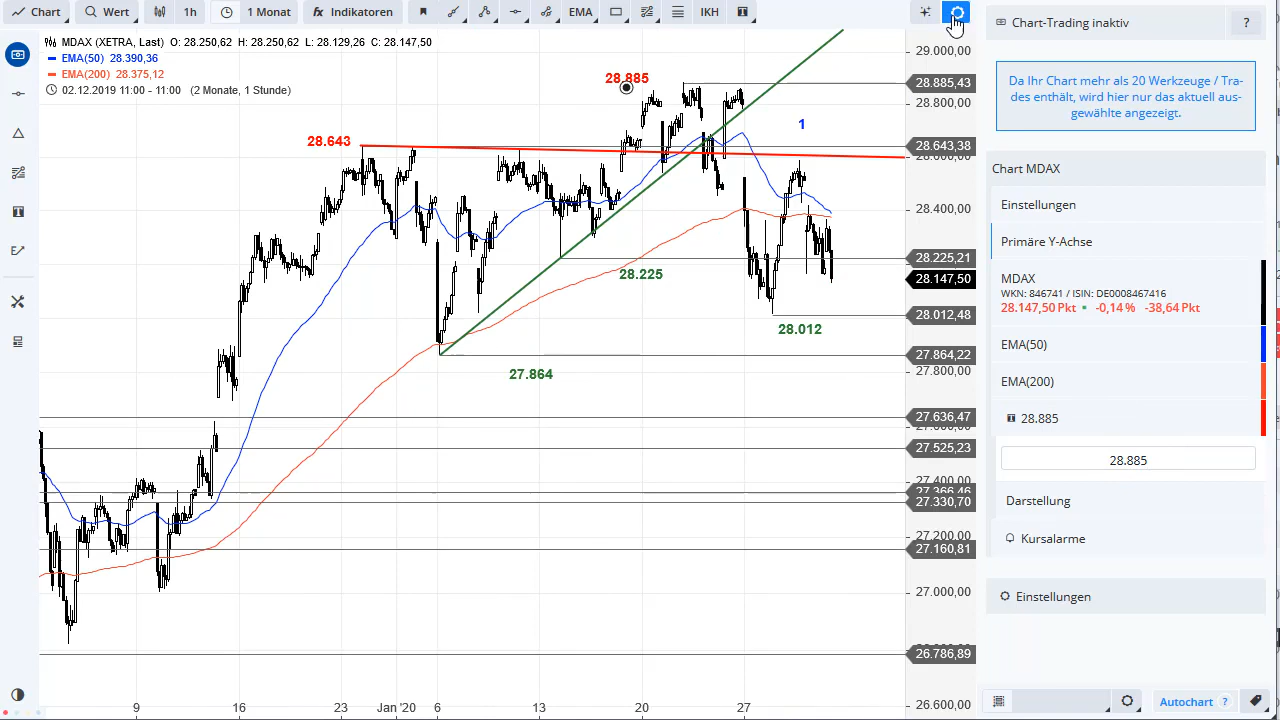 Chart
Wert
1h
1 Monat
fx Indikatoren
EMA
IKH
T
MDAX (XETRA, Last) O: 28.250,62 H: 28.250,62 L: 28.129,26 C: 28.147,50
EMA(50) 28.390,36
EMA(200) 28.375,12
02.12.2019 11:00 - 11:00 (2 Monate, 1 Stunde)
28.885
28.643
1
28.225
28.012
27.864
29.000,00
28.885,43
28.800,00
28.643,38
28.600,00
28.400,00
28.225,21
28.147,50
28.012,48
27.864,22
27.800,00
27.636,47
27.600,00
27.525,23
27.400,00
27.366,46
27.330,70
27.200,00
27.160,81
27.000,00
26.786,89
26.600,00
9
16
23
Jan '20
6
13
20
27
Chart-Trading inaktiv
?
Da Ihr Chart mehr als 20 Werkzeuge / Tra-
des enthält, wird hier nur das aktuell aus-
gewählte angezeigt.
Chart MDAX
Einstellungen
Primäre Y-Achse
MDAX
WKN: 846741 / ISIN: DE0008467416
28.147,50 Pkt -0,14 % -38,64 Pkt
EMA(50)
EMA(200)
T 28.885
28.885
Darstellung
Kursalarme
Einstellungen
Autochart ?